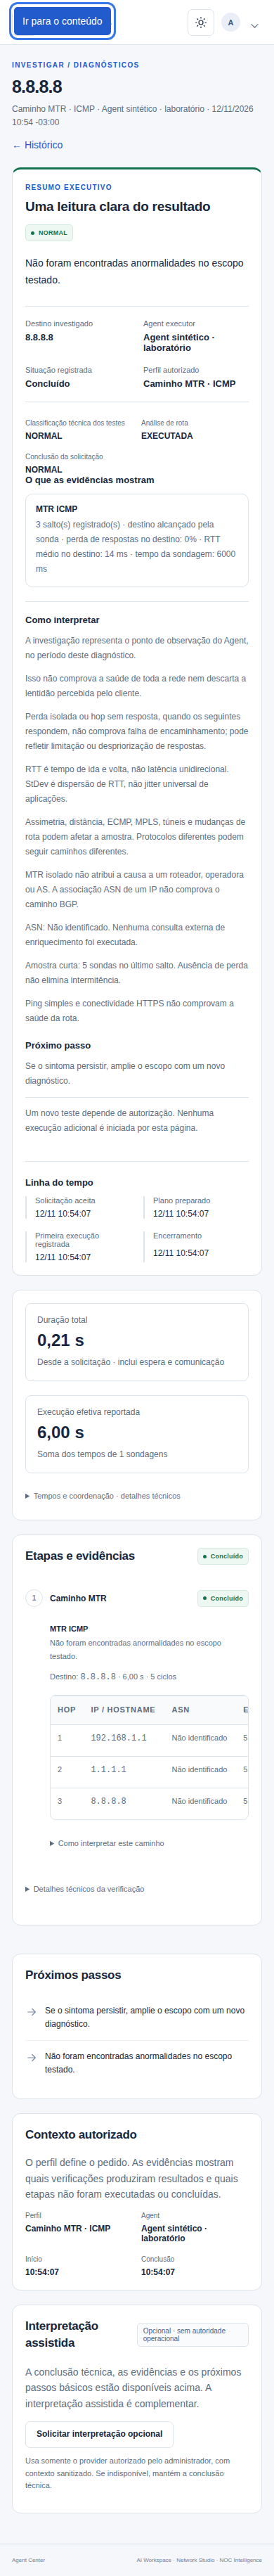 Ir para o conteúdo
A
INVESTIGAR / DIAGNÓSTICOS
8.8.8.8
Caminho MTR · ICMP · Agent sintético · laboratório · 12/11/2026
10:54 -03:00
← Histórico
RESUMO EXECUTIVO
Uma leitura clara do resultado
NORMAL
Não foram encontradas anormalidades no escopo
testado.
Destino investigado
8.8.8.8
Agent executor
Agent sintético ·
laboratório
Situação registrada
Concluído
Perfil autorizado
Caminho MTR · ICMP
Classificação técnica dos testes
NORMAL
Análise de rota
EXECUTADA
Conclusão da solicitação
NORMAL
O que as evidências mostram
MTR ICMP
3 salto(s) registrado(s) · destino alcançado pela
sonda · perda de respostas no destino: 0% · RTT
médio no destino: 14 ms · tempo da sondagem: 6000
ms
Como interpretar
A investigação representa o ponto de observação do Agent,
no período deste diagnóstico.
Isso não comprova a saúde de toda a rede nem descarta a
lentidão percebida pelo cliente.
Perda isolada ou hop sem resposta, quando os seguintes
respondem, não comprova falha de encaminhamento; pode
refletir limitação ou despriorização de respostas.
RTT é tempo de ida e volta, não latência unidirecional.
StDev é dispersão de RTT, não jitter universal de
aplicações.
Assimetria, distância, ECMP, MPLS, túneis e mudanças de
rota podem afetar a amostra. Protocolos diferentes podem
seguir caminhos diferentes.
MTR isolado não atribui a causa a um roteador, operadora
ou AS. A associação ASN de um IP não comprova o
caminho BGP.
ASN: Não identificado. Nenhuma consulta externa de
enriquecimento foi executada.
Amostra curta: 5 sondas no último salto. Ausência de perda
não elimina intermitência.
Ping simples e conectividade HTTPS não comprovam a
saúde da rota.
Próximo passo
Se o sintoma persistir, amplie o escopo com um novo
diagnóstico.
Um novo teste depende de autorização. Nenhuma
execução adicional é iniciada por esta página.
Linha do tempo
Solicitação aceita
12/11 10:54:07
Plano preparado
12/11 10:54:07
Primeira execução
registrada
12/11 10:54:07
Encerramento
12/11 10:54:07
Duração total
0,21 s
Desde a solicitação · inclui espera e comunicação
Execução efetiva reportada
6,00 s
Soma dos tempos de 1 sondagens
▶ Tempos e coordenação · detalhes técnicos
Etapas e evidências
Concluído
1
Caminho MTR
Concluído
MTR ICMP
Não foram encontradas anormalidades no escopo
testado.
Destino: 8.8.8.8 · 6,00 s · 5 ciclos
HOP IP / HOSTNAME ASN E
1 192.168.1.1 Não identificado 5
2 1.1.1.1 Não identificado 5
3 8.8.8.8 Não identificado 5
▶ Como interpretar este caminho
▶ Detalhes técnicos da verificação
Próximos passos
→ Se o sintoma persistir, amplie o escopo com um novo
diagnóstico.
→ Não foram encontradas anormalidades no escopo
testado.
Contexto autorizado
O perfil define o pedido. As evidências mostram
quais verificações produziram resultados e quais
etapas não foram executadas ou concluídas.
Perfil
Caminho MTR · ICMP
Agent
Agent sintético ·
laboratório
Início
10:54:07
Conclusão
10:54:07
Interpretação
assistida
Opcional · sem autoridade
operacional
A conclusão técnica, as evidências e os próximos
passos básicos estão disponíveis acima. A
interpretação assistida é complementar.
Solicitar interpretação opcional
Usa somente o provider autorizado pelo administrador, com
contexto sanitizado. Se indisponível, mantém a conclusão
técnica.
Agent Center
AI Workspace · Network Studio · NOC Intelligence